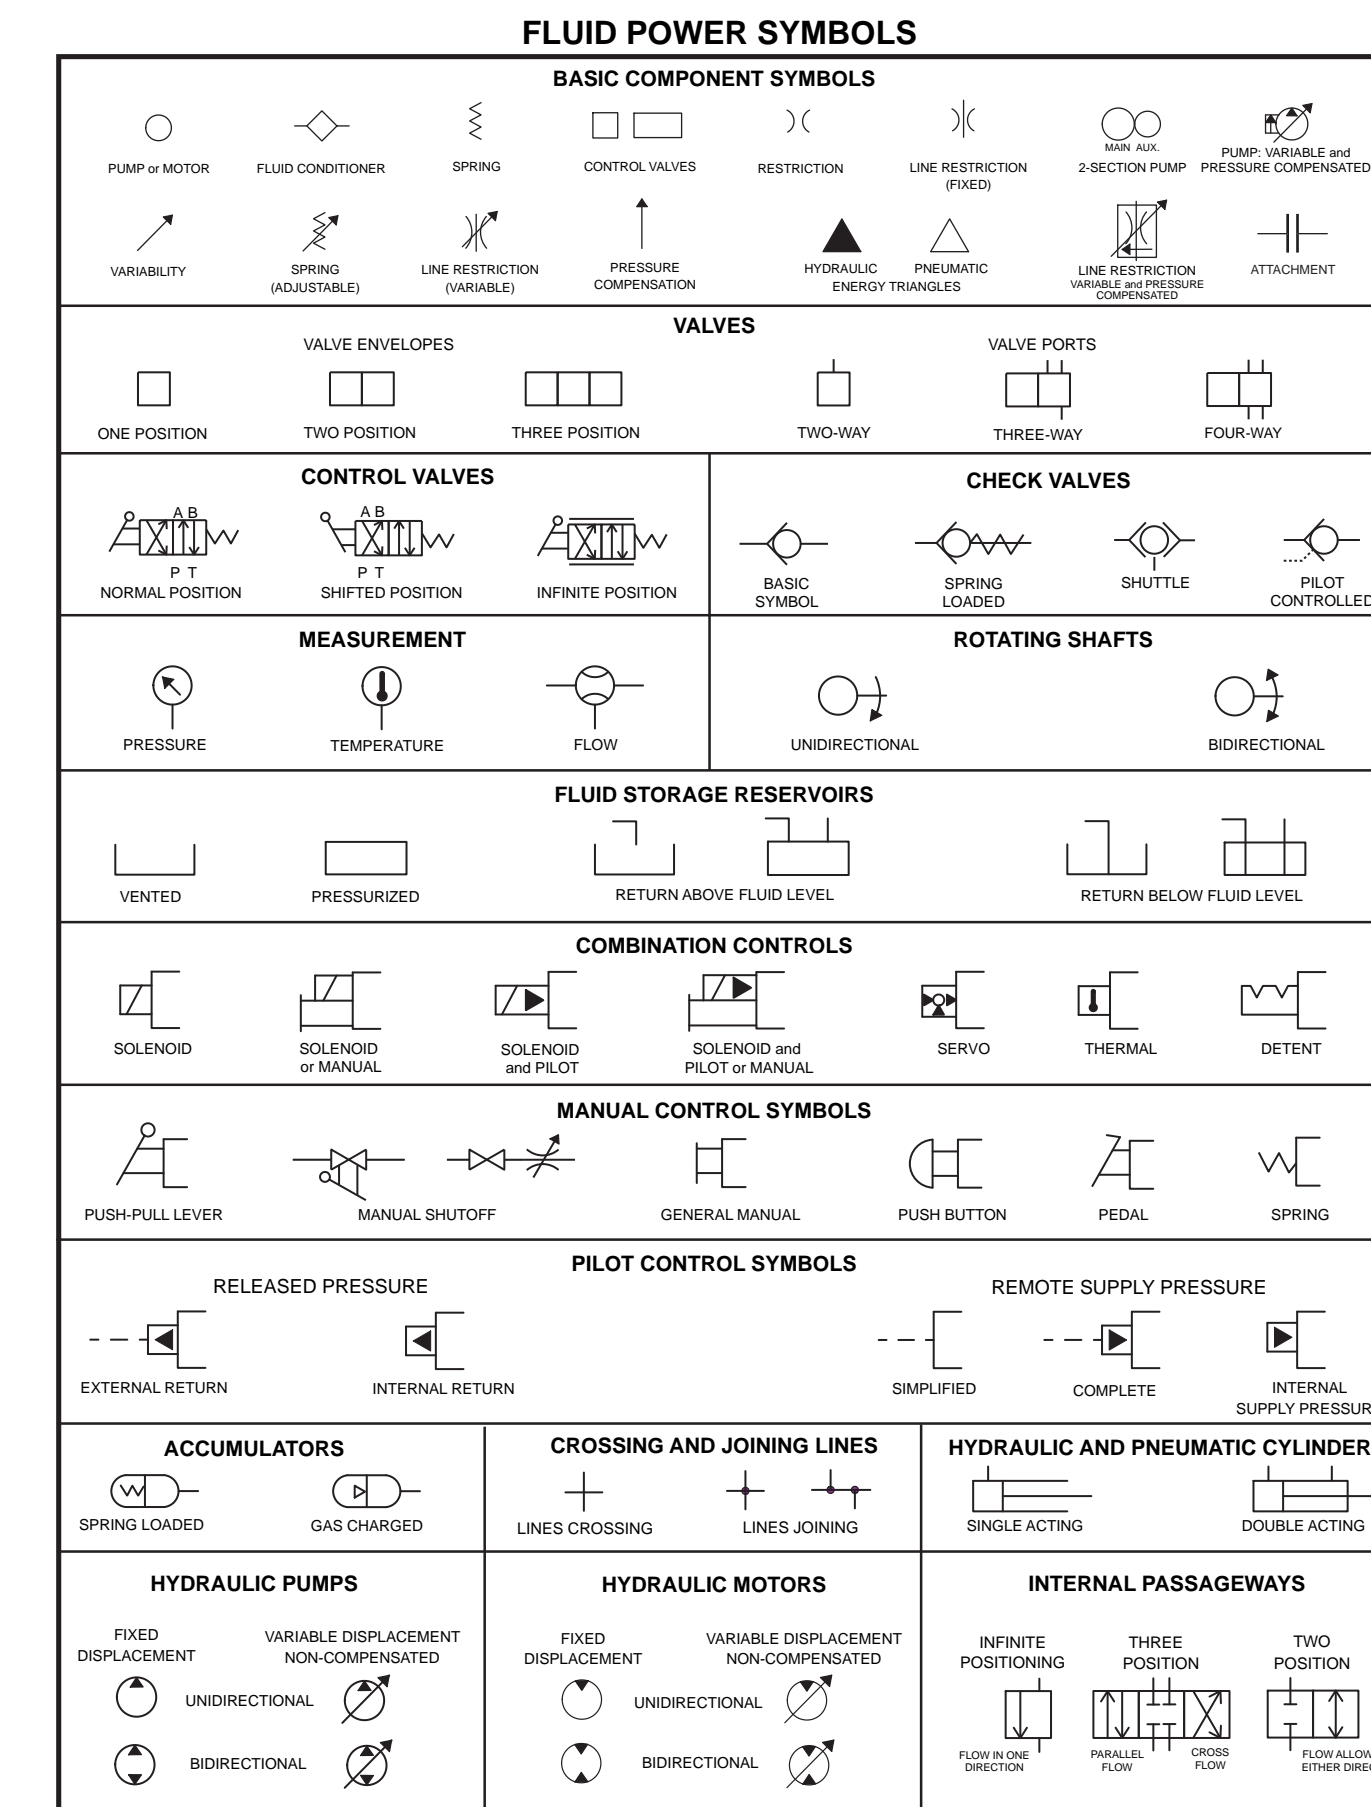 FLUID POWER SYMBOLS
BASIC COMPONENT SYMBOLS
PUMP or MOTOR
FLUID CONDITIONER
SPRING
CONTROL VALVES
RESTRICTION
LINE RESTRICTION
(FIXED)
MAIN AUX.
2-SECTION PUMP
PUMP: VARIABLE and
PRESSURE COMPENSATED
VARIABILITY
SPRING
(ADJUSTABLE)
LINE RESTRICTION
(VARIABLE)
PRESSURE
COMPENSATION
HYDRAULIC PNEUMATIC
ENERGY TRIANGLES
LINE RESTRICTION
VARIABLE and PRESSURE
COMPENSATED
ATTACHMENT
VALVES
VALVE ENVELOPES
VALVE PORTS
ONE POSITION
TWO POSITION
THREE POSITION
TWO-WAY
THREE-WAY
FOUR-WAY
CONTROL VALVES
A B
P T
NORMAL POSITION
A B
P T
SHIFTED POSITION
INFINITE POSITION
CHECK VALVES
BASIC
SYMBOL
SPRING
LOADED
SHUTTLE
PILOT
CONTROLLED
MEASUREMENT
PRESSURE
TEMPERATURE
FLOW
ROTATING SHAFTS
UNIDIRECTIONAL
BIDIRECTIONAL
FLUID STORAGE RESERVOIRS
VENTED
PRESSURIZED
RETURN ABOVE FLUID LEVEL
RETURN BELOW FLUID LEVEL
COMBINATION CONTROLS
SOLENOID
SOLENOID
or MANUAL
SOLENOID
and PILOT
SOLENOID and
PILOT or MANUAL
SERVO
THERMAL
DETENT
MANUAL CONTROL SYMBOLS
PUSH-PULL LEVER
MANUAL SHUTOFF
GENERAL MANUAL
PUSH BUTTON
PEDAL
SPRING
PILOT CONTROL SYMBOLS
RELEASED PRESSURE
REMOTE SUPPLY PRESSURE
EXTERNAL RETURN
INTERNAL RETURN
SIMPLIFIED
COMPLETE
INTERNAL
SUPPLY PRESSUR
ACCUMULATORS
SPRING LOADED
GAS CHARGED
CROSSING AND JOINING LINES
LINES CROSSING
LINES JOINING
HYDRAULIC AND PNEUMATIC CYLINDER
SINGLE ACTING
DOUBLE ACTING
HYDRAULIC PUMPS
FIXED
DISPLACEMENT
VARIABLE DISPLACEMENT
NON-COMPENSATED
UNIDIRECTIONAL
BIDIRECTIONAL
HYDRAULIC MOTORS
FIXED
DISPLACEMENT
VARIABLE DISPLACEMENT
NON-COMPENSATED
UNIDIRECTIONAL
BIDIRECTIONAL
INTERNAL PASSAGEWAYS
INFINITE
POSITIONING
THREE
POSITION
TWO
POSITION
FLOW IN ONE
DIRECTION
PARALLEL
FLOW
CROSS
FLOW
FLOW ALLOW
EITHER DIREC